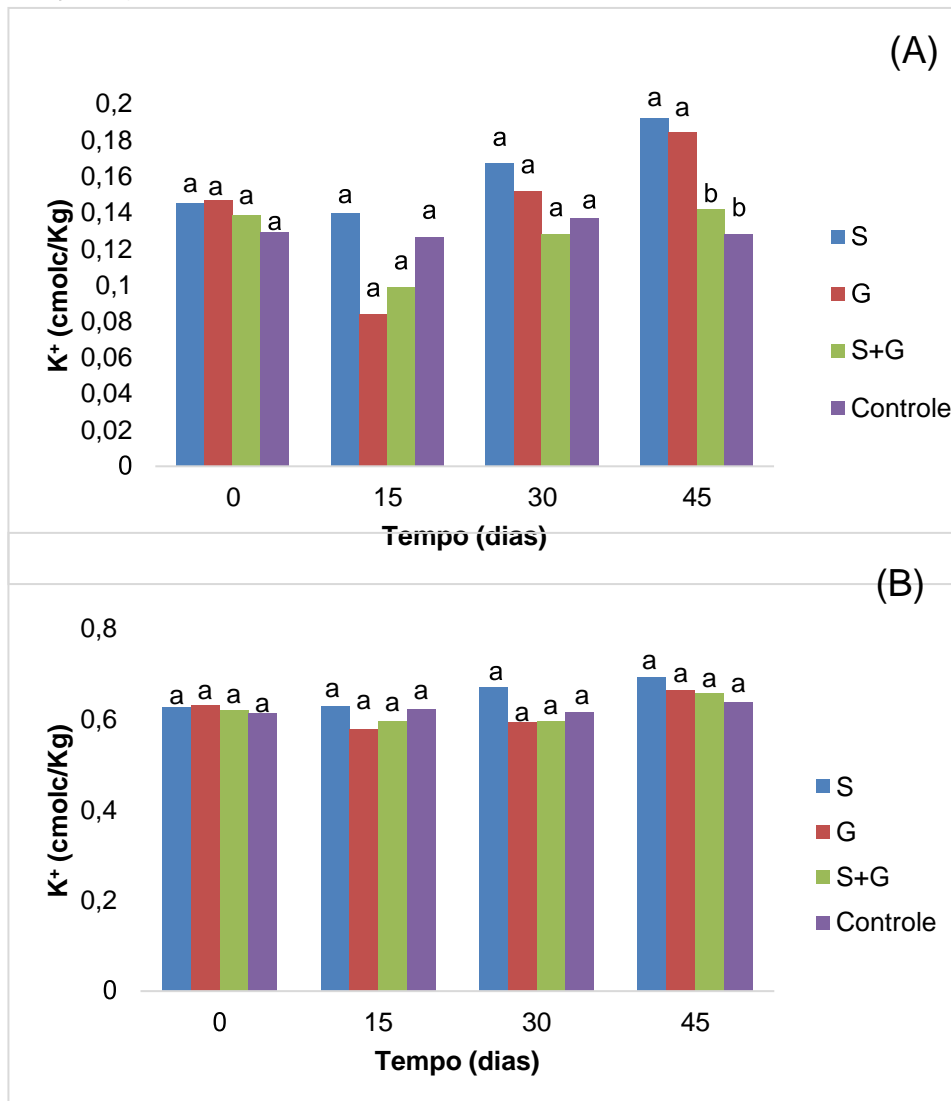 (A)
K⁺ (cmolc/Kg)
0,2
0,18
0,16
0,14
0,12
0,1
0,08
0,06
0,04
0,02
0
a a a a
a a a a
a a a a
a a b b
0 15 30 45
Tempo (dias)
S
G
S+G
Controle
(B)
K⁺ (cmolc/Kg)
0,8
0,6
0,4
0,2
0
a a a a
a a a a
a a a a
a a a a
0 15 30 45
Tempo (dias)
S
G
S+G
Controle